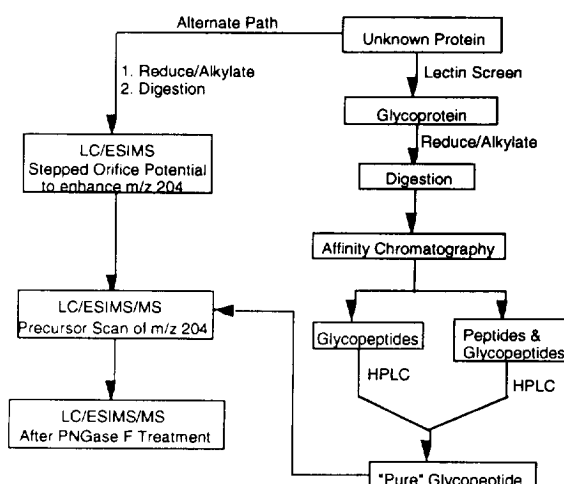 Alternate Path
Unknown Protein
1. Reduce/Alkylate
2. Digestion
Lectin Screen
Glycoprotein
Reduce/Alkylate
LC/ESIMS
Stepped Orifice Potential
to enhance m/z 204
Digestion
Affinity Chromatography
LC/ESIMS/MS
Precursor Scan of m/z 204
Glycopeptides
Peptides &
Glycopeptides
HPLC
HPLC
LC/ESIMS/MS
After PNGase F Treatment
"Pure" Glycopeptide